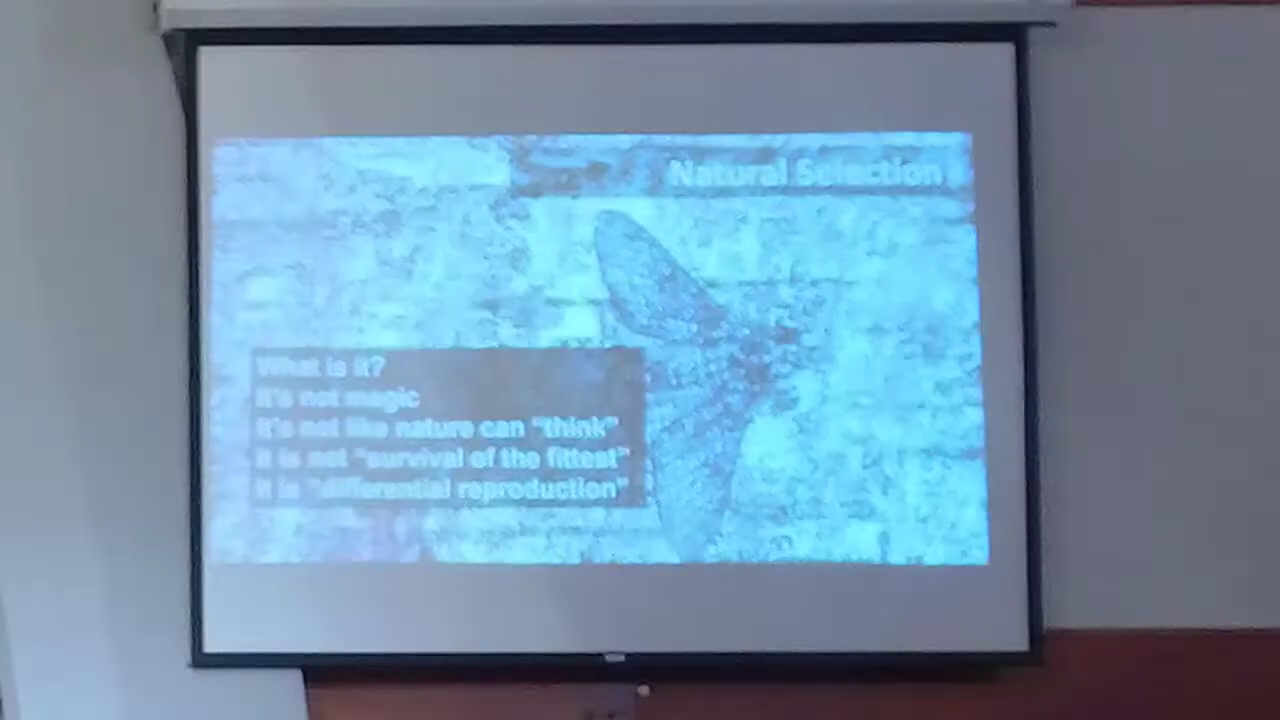 Natural Selection
What is it?
It's not magic
It's not like nature can "think"
It is not "survival of the fittest"
It is "differential reproduction"